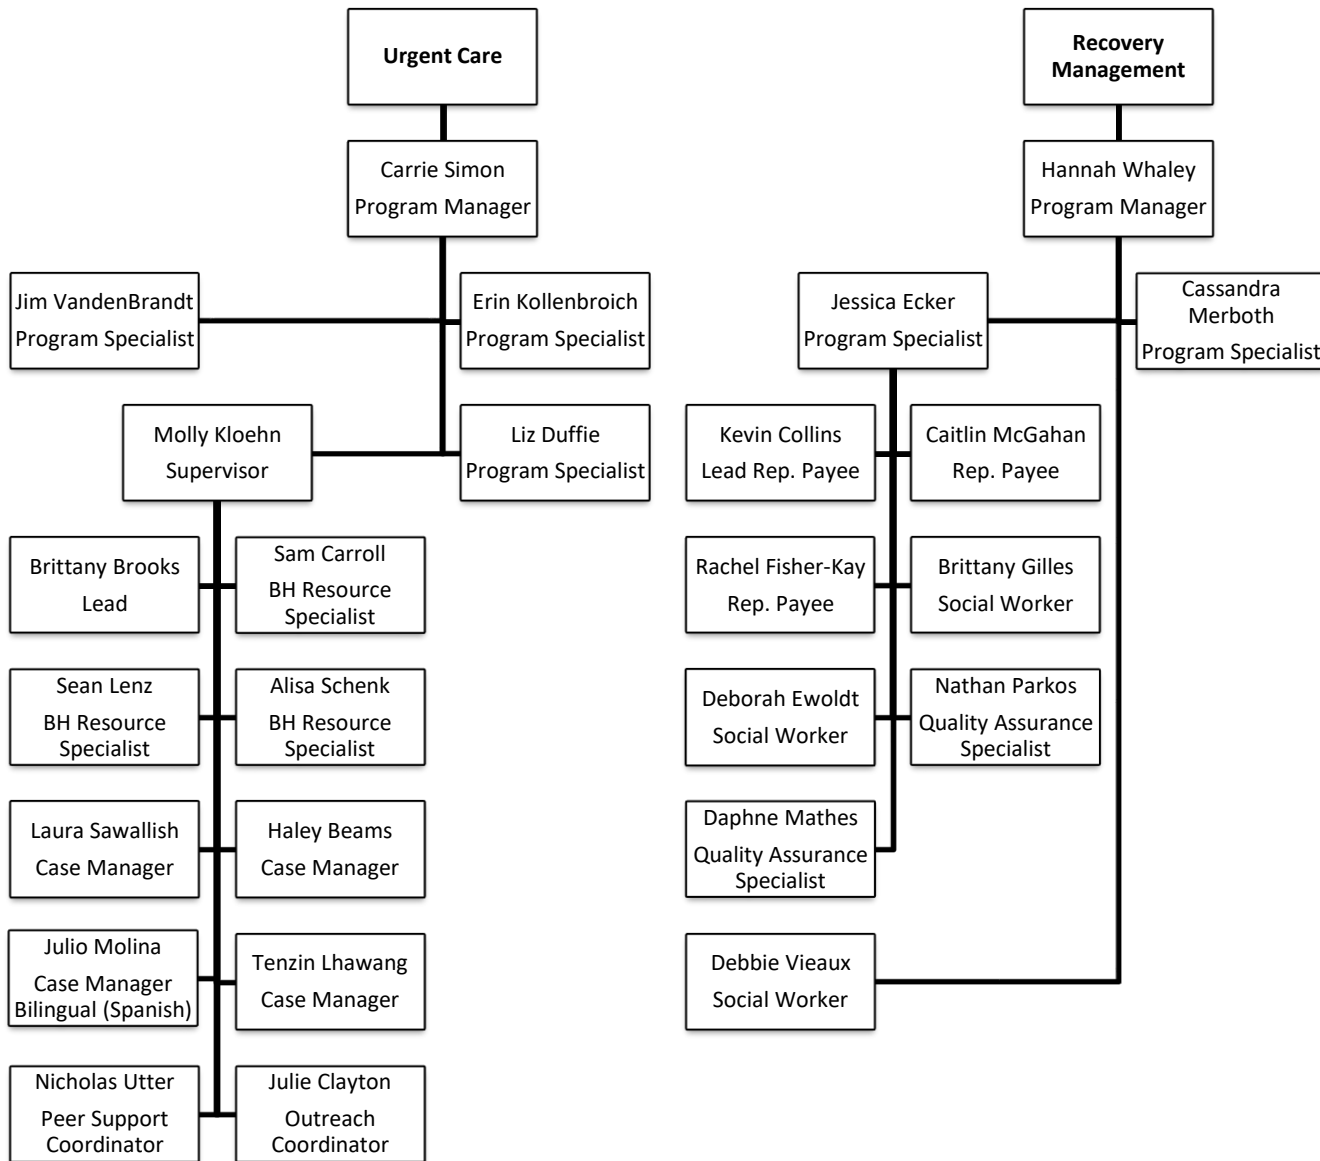 Urgent Care
Carrie Simon
Program Manager
Jim VandenBrandt
Program Specialist
Erin Kollenbroich
Program Specialist
Molly Kloehn
Supervisor
Liz Duffie
Program Specialist
Brittany Brooks
Lead
Sam Carroll
BH Resource
Specialist
Sean Lenz
BH Resource
Specialist
Alisa Schenk
BH Resource
Specialist
Laura Sawallish
Case Manager
Haley Beams
Case Manager
Julio Molina
Case Manager
Bilingual (Spanish)
Tenzin Lhawang
Case Manager
Nicholas Utter
Peer Support
Coordinator
Julie Clayton
Outreach
Coordinator
Recovery
Management
Hannah Whaley
Program Manager
Jessica Ecker
Program Specialist
Cassandra
Merboth
Program Specialist
Kevin Collins
Lead Rep. Payee
Caitlin McGahan
Rep. Payee
Rachel Fisher-Kay
Rep. Payee
Brittany Gilles
Social Worker
Deborah Ewoldt
Social Worker
Nathan Parkos
Quality Assurance
Specialist
Daphne Mathes
Quality Assurance
Specialist
Debbie Vieaux
Social Worker